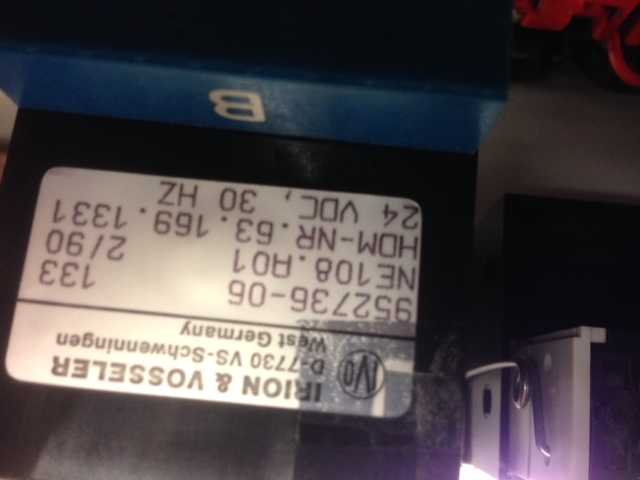 IRION & VOSSELER
IVO
D-7730 VS-Schwenningen
West Germany
952736-06
NE108.A01 133
HDM-NR.63.169.1331 2/90
24 VDC, 30 HZ
B